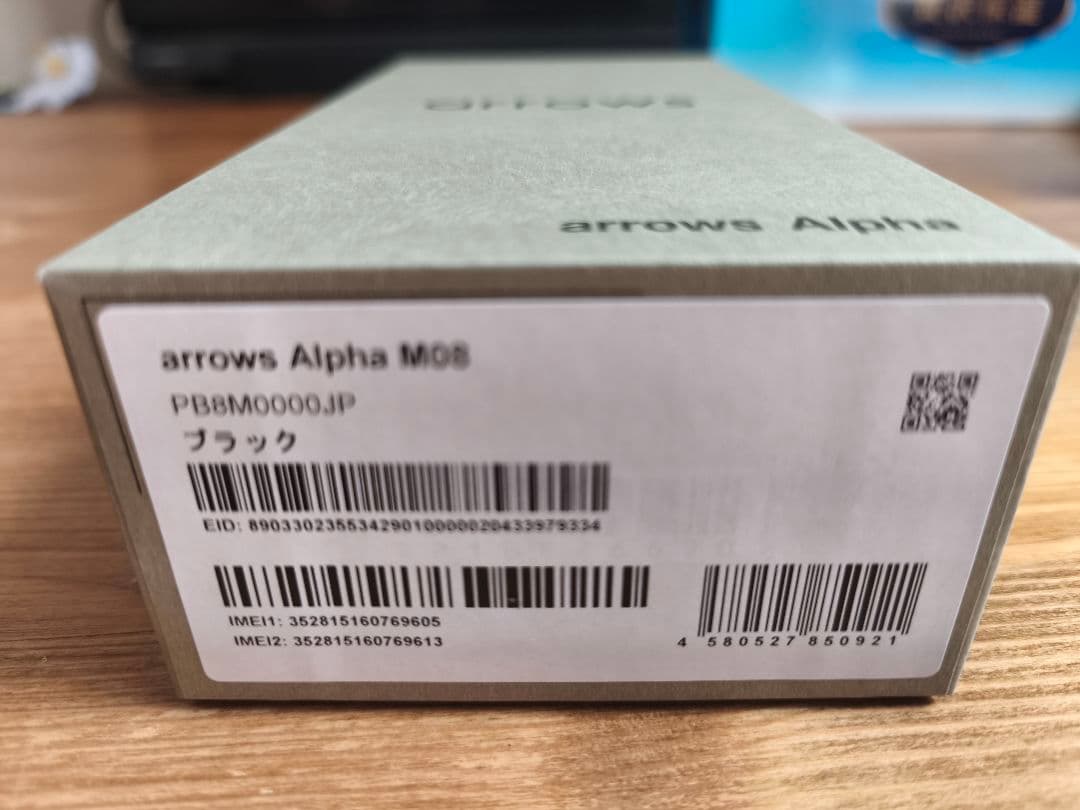 arrows
arrows Alpha
arrows Alpha M08
PB8M0000JP
ブラック
EID: 89033023553429010000020433979334
IMEI1: 352815160769605
IMEI2: 352815160769613
4 580527 850921